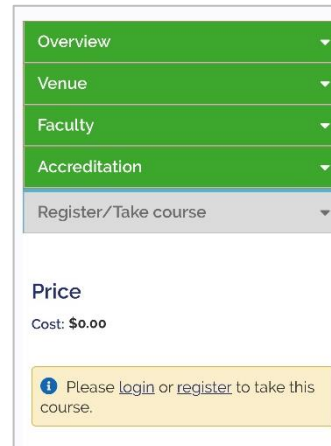 Overview
Venue
Faculty
Accreditation
Register/Take course
Price
Cost: $0.00
Please login or register to take this
course.